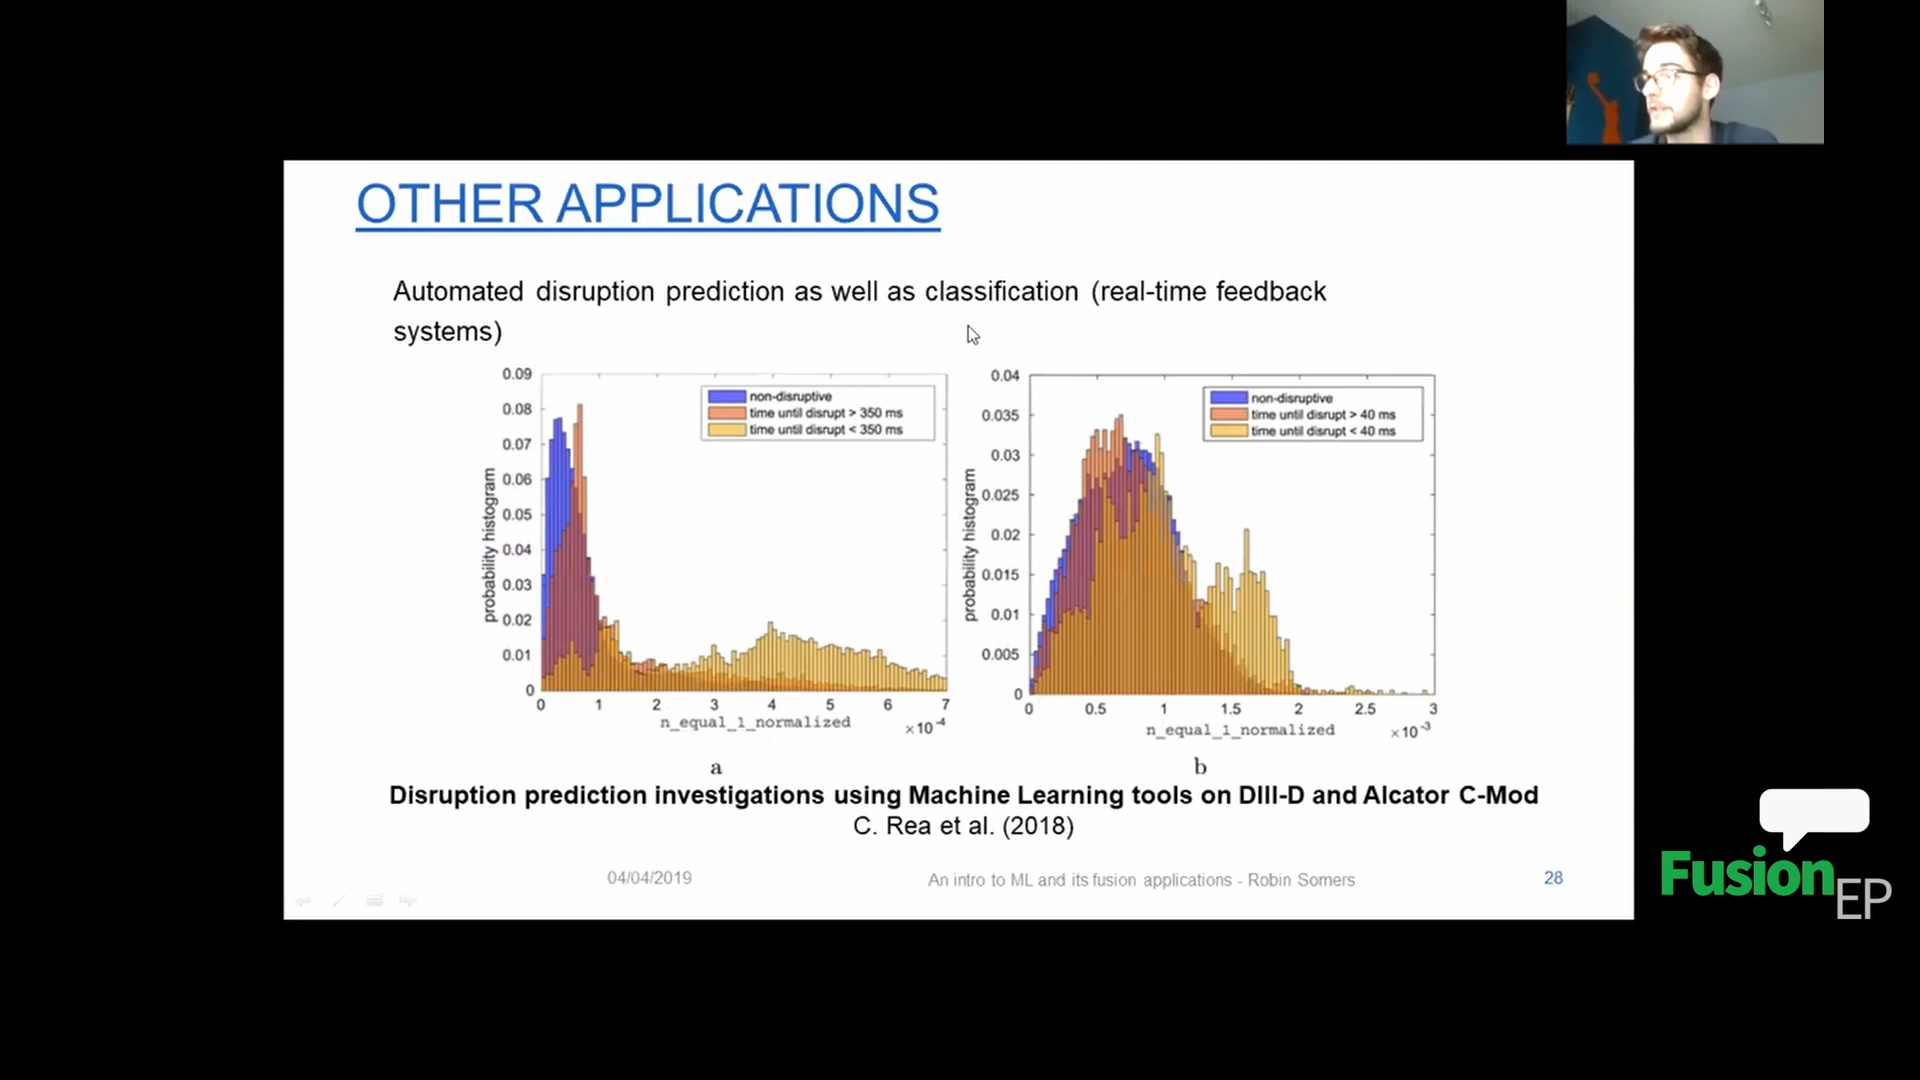 OTHER APPLICATIONS
Automated disruption prediction as well as classification (real-time feedback
systems)
0.09
0.08
0.07
0.06
0.05
0.04
0.03
0.02
0.01
0
probability histogram
non-disruptive
time until disrupt > 350 ms
time until disrupt < 350 ms
0 1 2 3 4 5 6 7
n_equal_1_normalized
×10⁻⁴
a
0.04
0.035
0.03
0.025
0.02
0.015
0.01
0.005
0
probability histogram
non-disruptive
time until disrupt > 40 ms
time until disrupt < 40 ms
0 0.5 1 1.5 2 2.5 3
n_equal_1_normalized
×10⁻³
b
Disruption prediction investigations using Machine Learning tools on DIII-D and Alcator C-Mod
C. Rea et al. (2018)
04/04/2019
An intro to ML and its fusion applications - Robin Somers
28
Fusion
EP